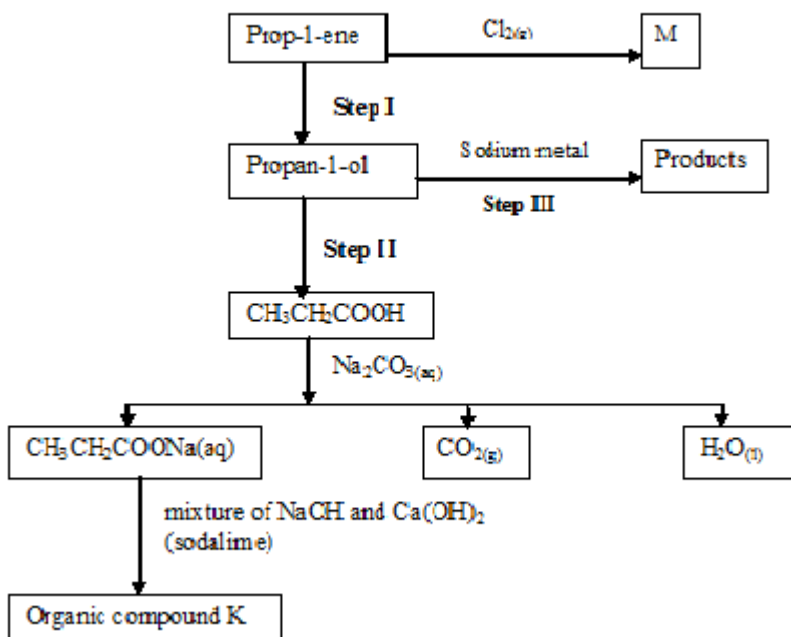 Prop-1-ene
Cl₂₍g₎
M
Step I
Propan-1-ol
Sodium metal
Products
Step III
Step II
CH₃CH₂COOH
Na₂CO₃(aq)
CH₃CH₂COONa(aq)
CO₂(g)
H₂O(l)
mixture of NaCH and Ca(OH)₂
(sodalime)
Organic compound K